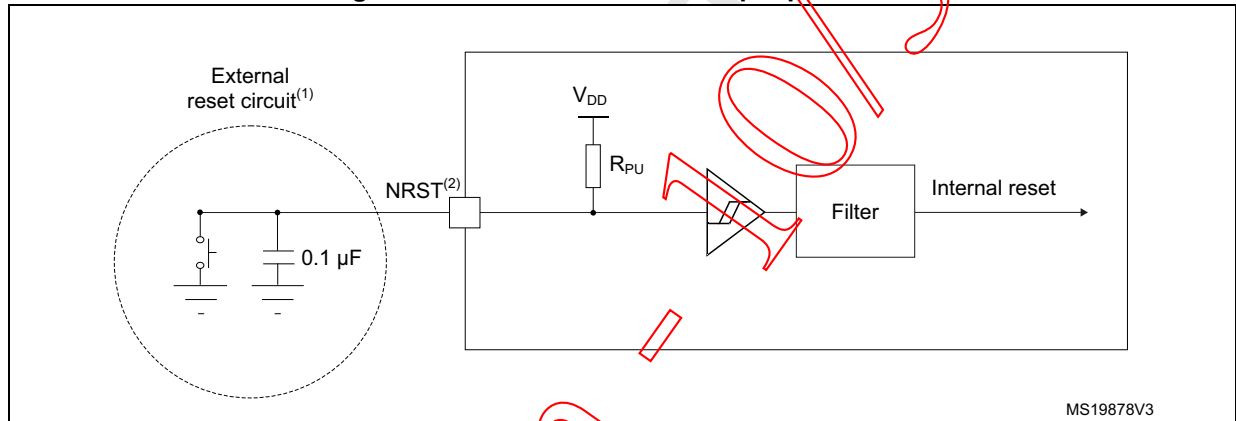 External
reset circuit(1)
VDD
RPU
NRST(2)
0.1 µF
Filter
Internal reset
MS19878V3